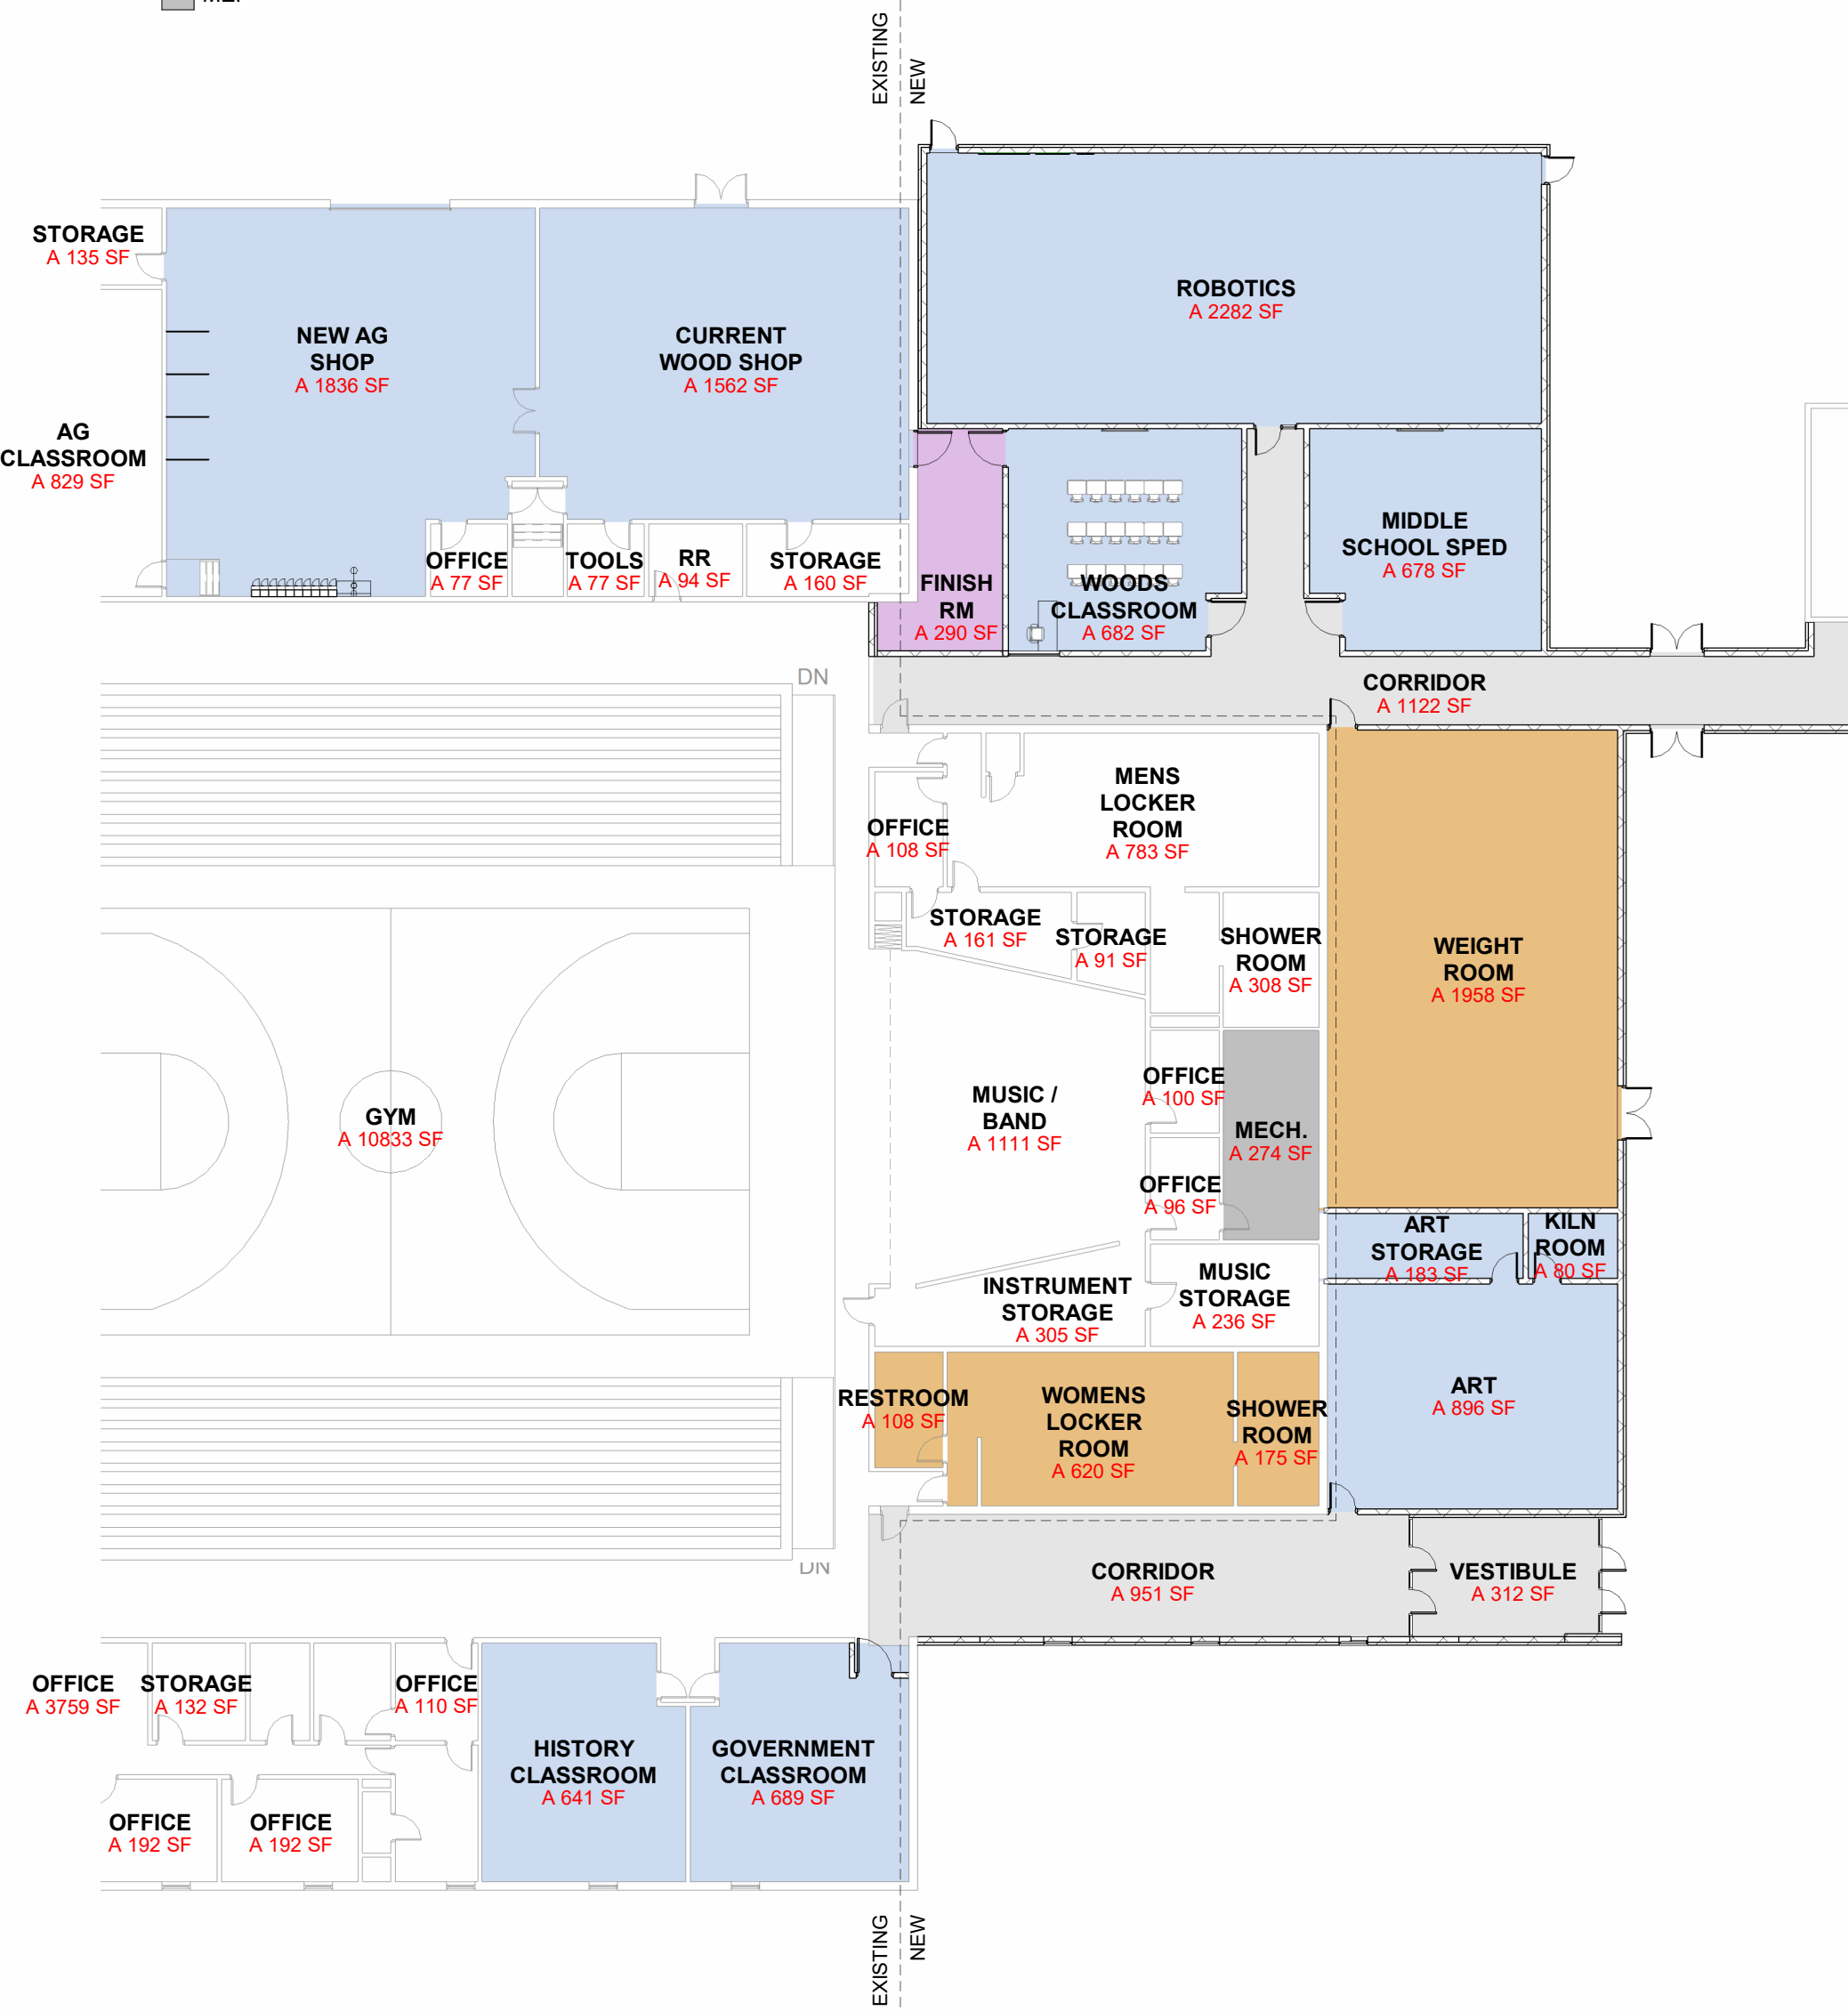 EXISTING
NEW
STORAGE
A 135 SF
ROBOTICS
A 2282 SF
NEW AG
SHOP
A 1836 SF
CURRENT
WOOD SHOP
A 1562 SF
AG
CLASSROOM
A 829 SF
OFFICE
A 77 SF
TOOLS
A 77 SF
RR
A 94 SF
STORAGE
A 160 SF
FINISH
RM
A 290 SF
WOODS
CLASSROOM
A 682 SF
MIDDLE
SCHOOL SPED
A 678 SF
DN
CORRIDOR
A 1122 SF
MENS
LOCKER
ROOM
A 783 SF
OFFICE
A 108 SF
STORAGE
A 161 SF
STORAGE
A 91 SF
SHOWER
ROOM
A 308 SF
WEIGHT
ROOM
A 1958 SF
GYM
A 10833 SF
MUSIC /
BAND
A 1111 SF
OFFICE
A 100 SF
MECH.
A 274 SF
OFFICE
A 96 SF
ART
STORAGE
A 183 SF
KILN
ROOM
A 80 SF
INSTRUMENT
STORAGE
A 305 SF
MUSIC
STORAGE
A 236 SF
RESTROOM
A 108 SF
WOMENS
LOCKER
ROOM
A 620 SF
SHOWER
ROOM
A 175 SF
ART
A 896 SF
DN
CORRIDOR
A 951 SF
VESTIBULE
A 312 SF
OFFICE
A 3759 SF
STORAGE
A 132 SF
OFFICE
A 110 SF
HISTORY
CLASSROOM
A 641 SF
GOVERNMENT
CLASSROOM
A 689 SF
OFFICE
A 192 SF
OFFICE
A 192 SF
EXISTING
NEW